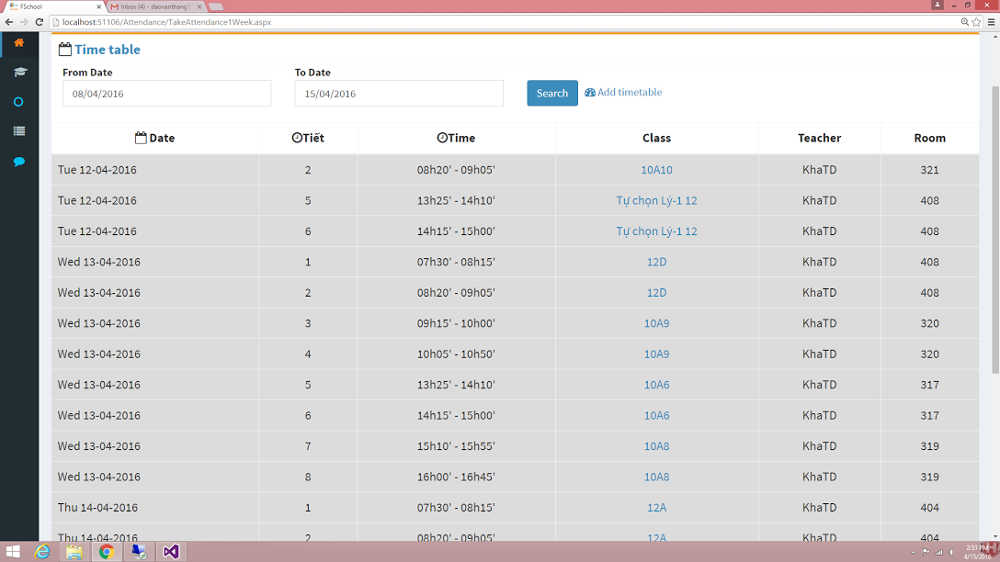 FSchool
Inbox (4) - daovanthang1
localhost:51106/Attendance/TakeAttendance1Week.aspx
Time table
From Date To Date
08/04/2016 15/04/2016 Search Add timetable
Date Tiết Time Class Teacher Room
Tue 12-04-2016 2 08h20' - 09h05' 10A10 KhaTD 321
Tue 12-04-2016 5 13h25' - 14h10' Tự chọn Lý-1 12 KhaTD 408
Tue 12-04-2016 6 14h15' - 15h00' Tự chọn Lý-1 12 KhaTD 408
Wed 13-04-2016 1 07h30' - 08h15' 12D KhaTD 408
Wed 13-04-2016 2 08h20' - 09h05' 12D KhaTD 408
Wed 13-04-2016 3 09h15' - 10h00' 10A9 KhaTD 320
Wed 13-04-2016 4 10h05' - 10h50' 10A9 KhaTD 320
Wed 13-04-2016 5 13h25' - 14h10' 10A6 KhaTD 317
Wed 13-04-2016 6 14h15' - 15h00' 10A6 KhaTD 317
Wed 13-04-2016 7 15h10' - 15h55' 10A8 KhaTD 319
Wed 13-04-2016 8 16h00' - 16h45' 10A8 KhaTD 319
Thu 14-04-2016 1 07h30' - 08h15' 12A KhaTD 404
Thu 14-04-2016 2 08h20' - 09h05' 12A KhaTD 404
2:51 PM
4/15/2016